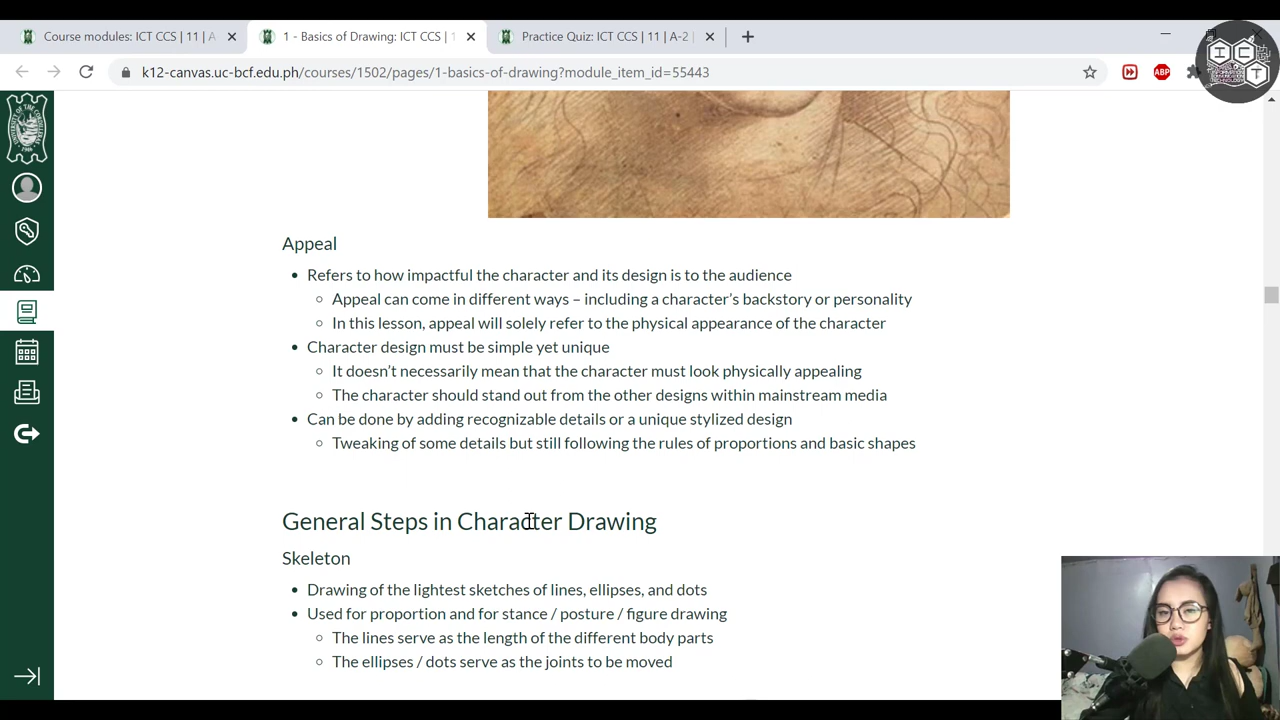 Course modules: ICT CCS | 11 | A
1 - Basics of Drawing: ICT CCS | 1
Practice Quiz: ICT CCS | 11 | A-2 |
k12-canvas.uc-bcf.edu.ph/courses/1502/pages/1-basics-of-drawing?module_item_id=55443
ABP
ICT
Appeal
Refers to how impactful the character and its design is to the audience
Appeal can come in different ways – including a character's backstory or personality
In this lesson, appeal will solely refer to the physical appearance of the character
Character design must be simple yet unique
It doesn't necessarily mean that the character must look physically appealing
The character should stand out from the other designs within mainstream media
Can be done by adding recognizable details or a unique stylized design
Tweaking of some details but still following the rules of proportions and basic shapes
General Steps in Character Drawing
Skeleton
Drawing of the lightest sketches of lines, ellipses, and dots
Used for proportion and for stance / posture / figure drawing
The lines serve as the length of the different body parts
The ellipses / dots serve as the joints to be moved